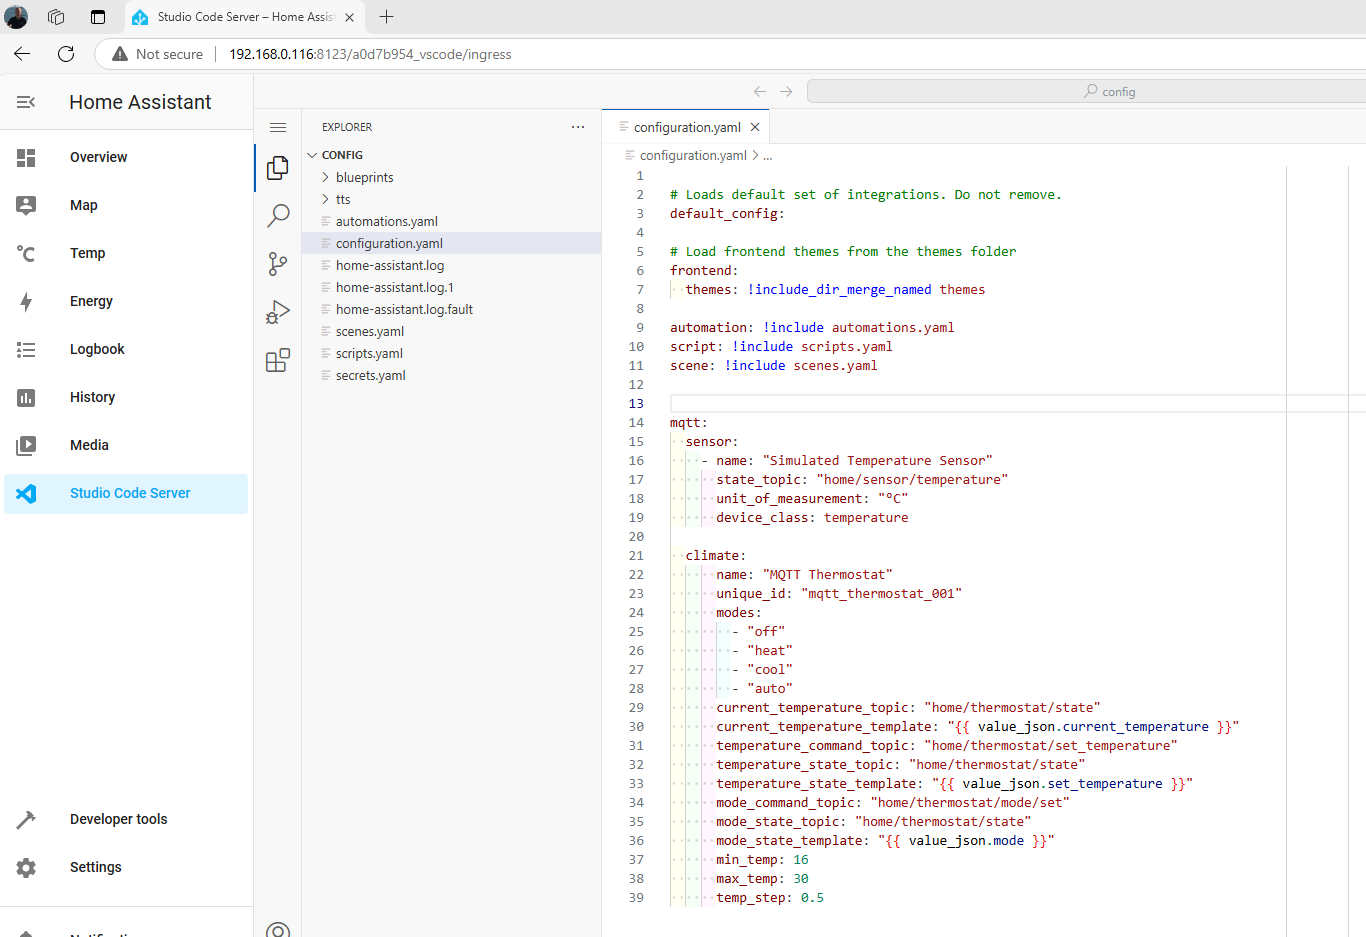 Studio Code Server – Home Assis
Not secure
192.168.0.116:8123/a0d7b954_vscode/ingress
Home Assistant
Overview
Map
Temp
Energy
Logbook
History
Media
Studio Code Server
Developer tools
Settings
config
EXPLORER
CONFIG
blueprints
tts
automations.yaml
configuration.yaml
home-assistant.log
home-assistant.log.1
home-assistant.log.fault
scenes.yaml
scripts.yaml
secrets.yaml
configuration.yaml
configuration.yaml > ...
1
2 # Loads default set of integrations. Do not remove.
3 default_config:
4
5 # Load frontend themes from the themes folder
6 frontend:
7   themes: !include_dir_merge_named themes
8
9 automation: !include automations.yaml
10 script: !include scripts.yaml
11 scene: !include scenes.yaml
12
13
14 mqtt:
15   sensor:
16     - name: "Simulated Temperature Sensor"
17       state_topic: "home/sensor/temperature"
18       unit_of_measurement: "°C"
19       device_class: temperature
20
21   climate:
22       name: "MQTT Thermostat"
23       unique_id: "mqtt_thermostat_001"
24       modes:
25         - "off"
26         - "heat"
27         - "cool"
28         - "auto"
29       current_temperature_topic: "home/thermostat/state"
30       current_temperature_template: "{{ value_json.current_temperature }}"
31       temperature_command_topic: "home/thermostat/set_temperature"
32       temperature_state_topic: "home/thermostat/state"
33       temperature_state_template: "{{ value_json.set_temperature }}"
34       mode_command_topic: "home/thermostat/mode/set"
35       mode_state_topic: "home/thermostat/state"
36       mode_state_template: "{{ value_json.mode }}"
37       min_temp: 16
38       max_temp: 30
39       temp_step: 0.5